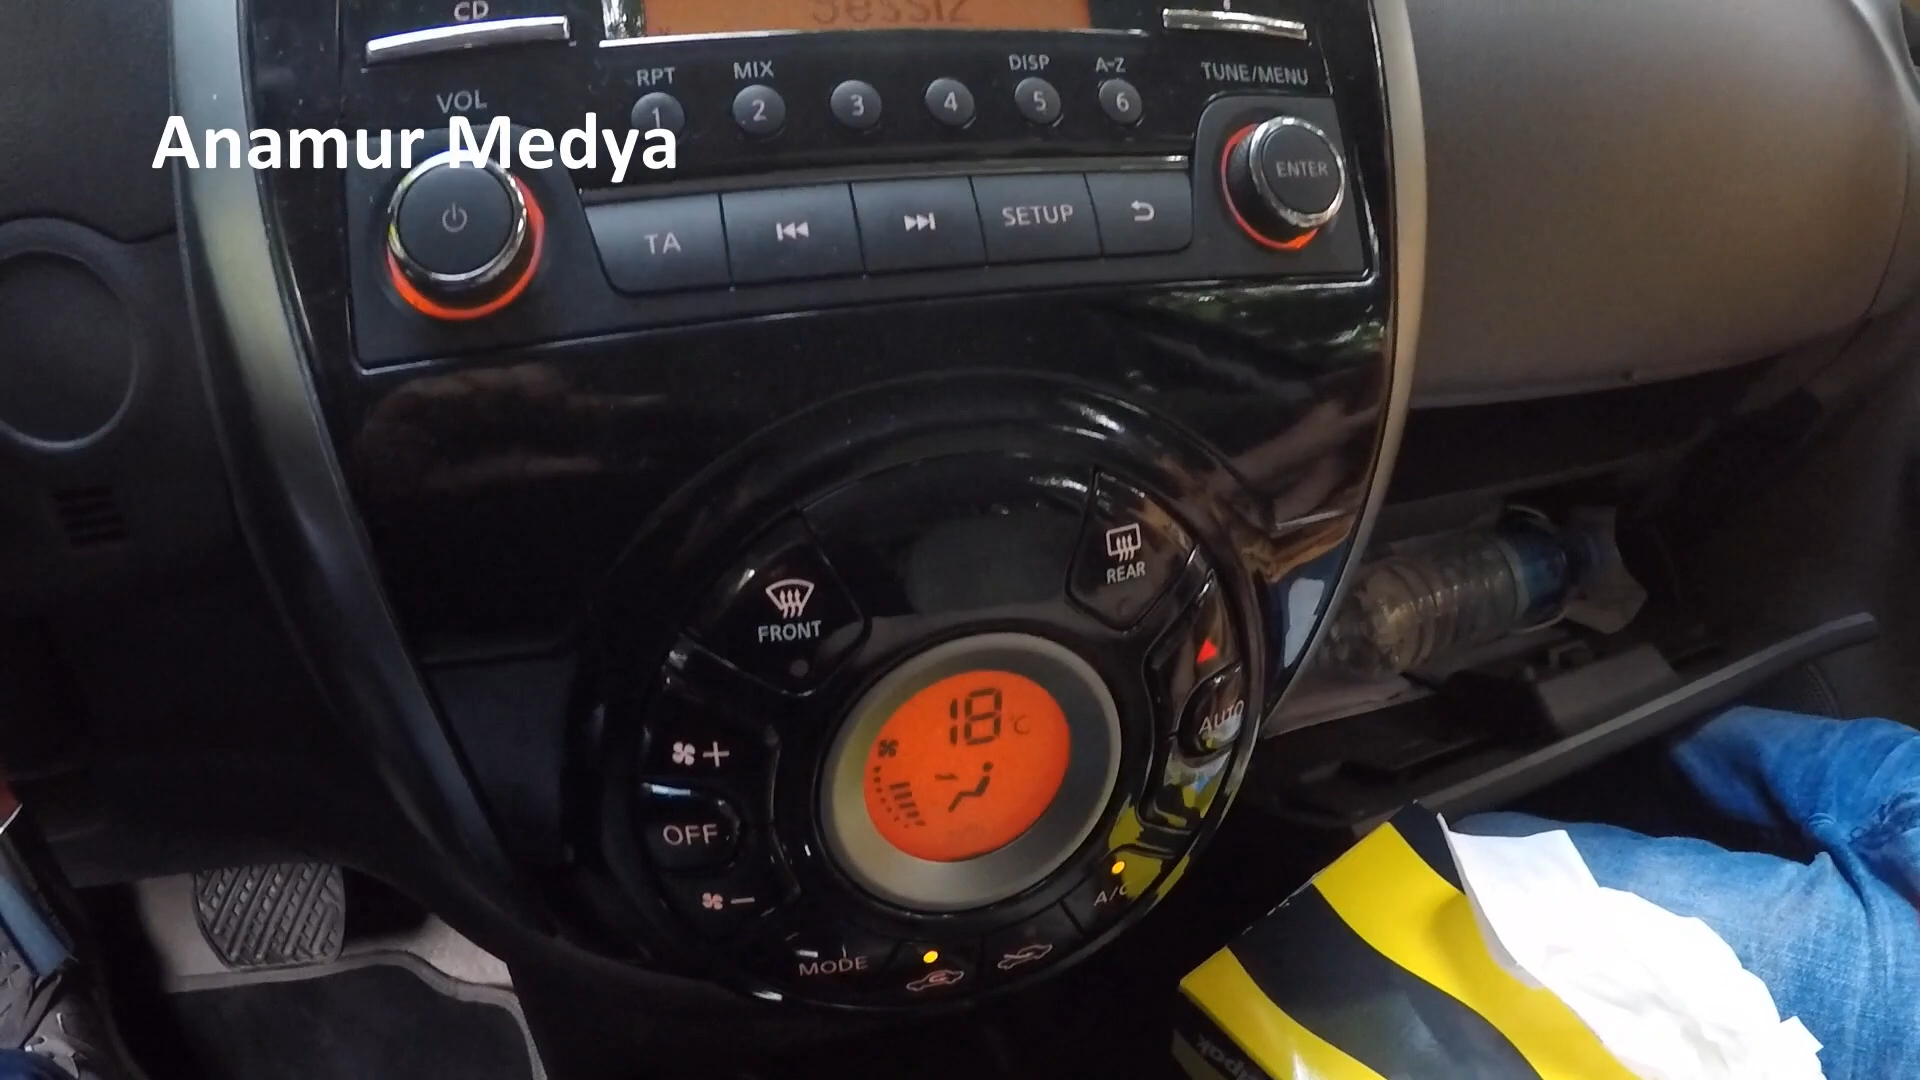 CD
Sessiz
RPT
MIX
DISP
A-Z
TUNE/MENU
VOL
1
2
3
4
5
6
Anamur Medya
ENTER
TA
SETUP
REAR
FRONT
AUTO
18 °C
OFF
A/C
MODE